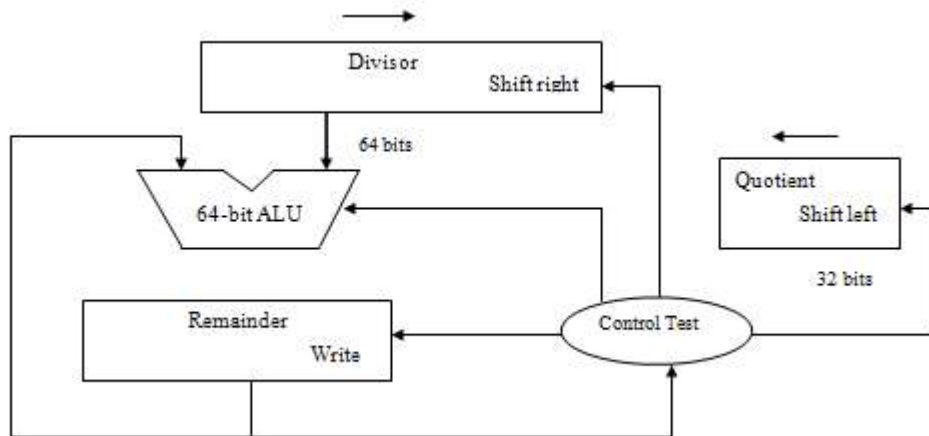 Divisor
Shift right
64 bits
64-bit ALU
Quotient
Shift left
32 bits
Remainder
Write
Control Test